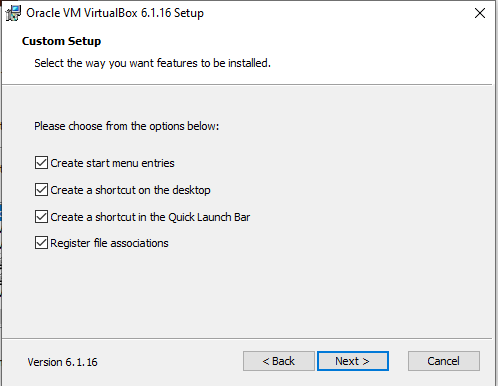 Oracle VM VirtualBox 6.1.16 Setup
Custom Setup
Select the way you want features to be installed.
Please choose from the options below:
Create start menu entries
Create a shortcut on the desktop
Create a shortcut in the Quick Launch Bar
Register file associations
Version 6.1.16
< Back
Next >
Cancel